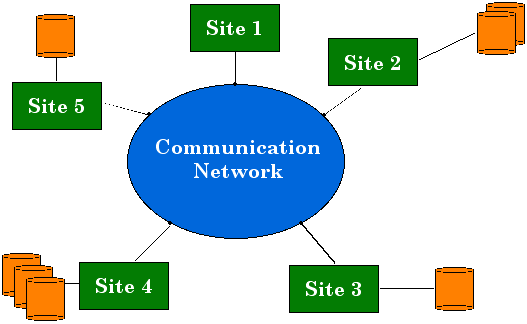 Site 1
Site 2
Site 5
Communication
Network
Site 4
Site 3